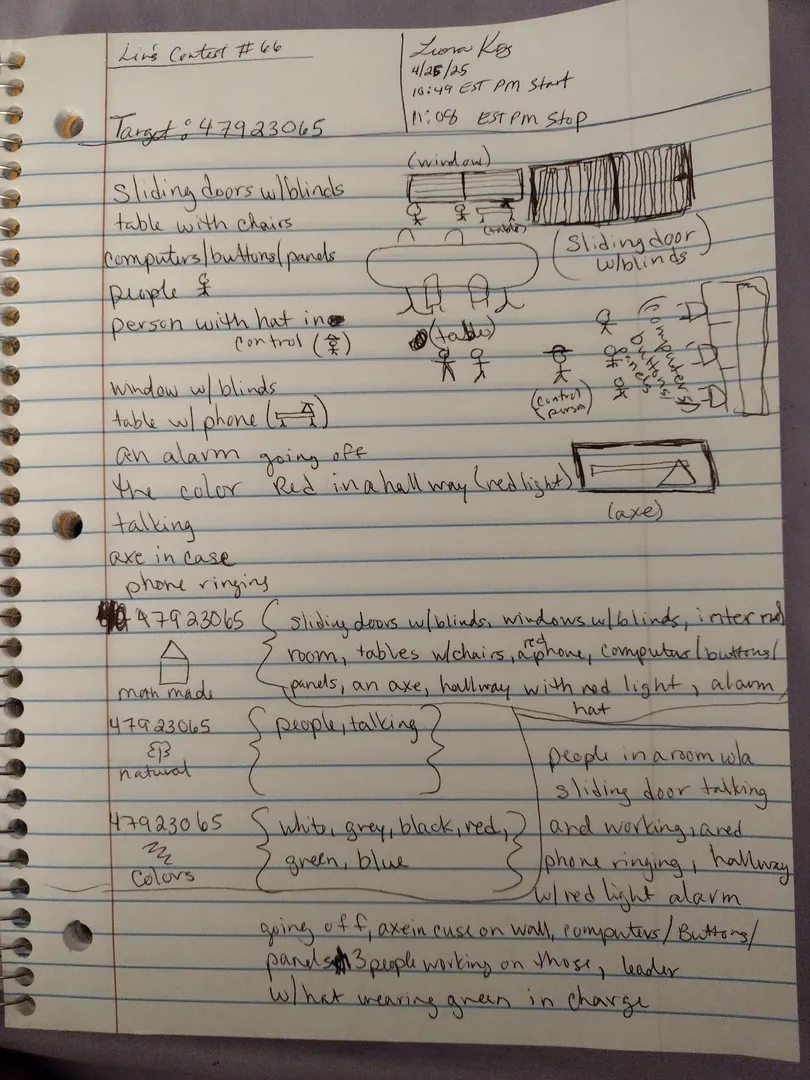 Lin's Contest #66
4/25/25
10:49 EST PM Start
11:08 EST PM Stop
Target: 47923065
(window)
Sliding doors w/blinds
table with chairs
(table)
(Sliding door
w/blinds)
computers/buttons/panels
people
person with hat in
control
(table)
(computers
buttons/
panels)
(control
person)
window w/ blinds
table w/ phone
an alarm going off
the color Red in a hallway (red light)
(axe)
talking
axe in case
phone ringing
47923065
man made
sliding doors w/blinds, windows w/blinds, internal
room, tables w/chairs, a red phone, computers/buttons/
panels, an axe, hallway with red light, alarm,
hat
47923065
natural
people, talking
47923065
Colors
white, grey, black, red,
green, blue
people in a room w/a
sliding door talking
and working, a red
phone ringing, hallway
w/red light alarm
going off, axe in case on wall, computers/Buttons/
panels 3 people working on those, leader
w/hat wearing green in charge